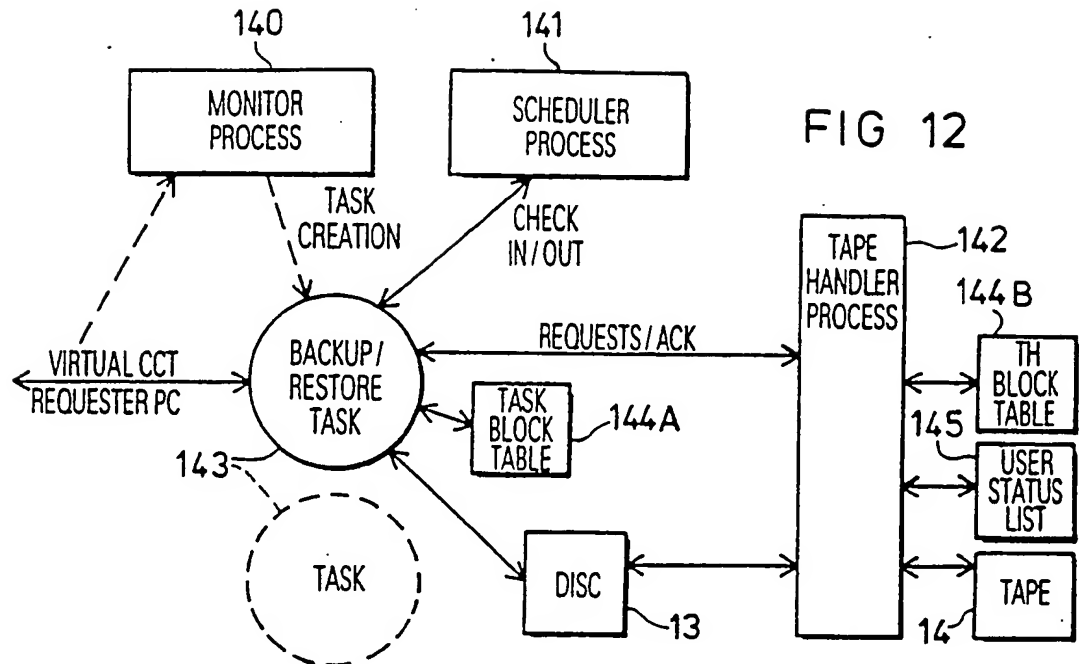 140
141
MONITOR
PROCESS
SCHEDULER
PROCESS
FIG 12
TASK
CREATION
CHECK
IN/OUT
TAPE
HANDLER
PROCESS
142
144B
VIRTUAL CCT
REQUESTER PC
BACKUP/
RESTORE
TASK
REQUESTS/ACK
TH
BLOCK
TABLE
TASK
BLOCK
TABLE
144A
145
USER
STATUS
LIST
143
TASK
DISC
13
TAPE
14